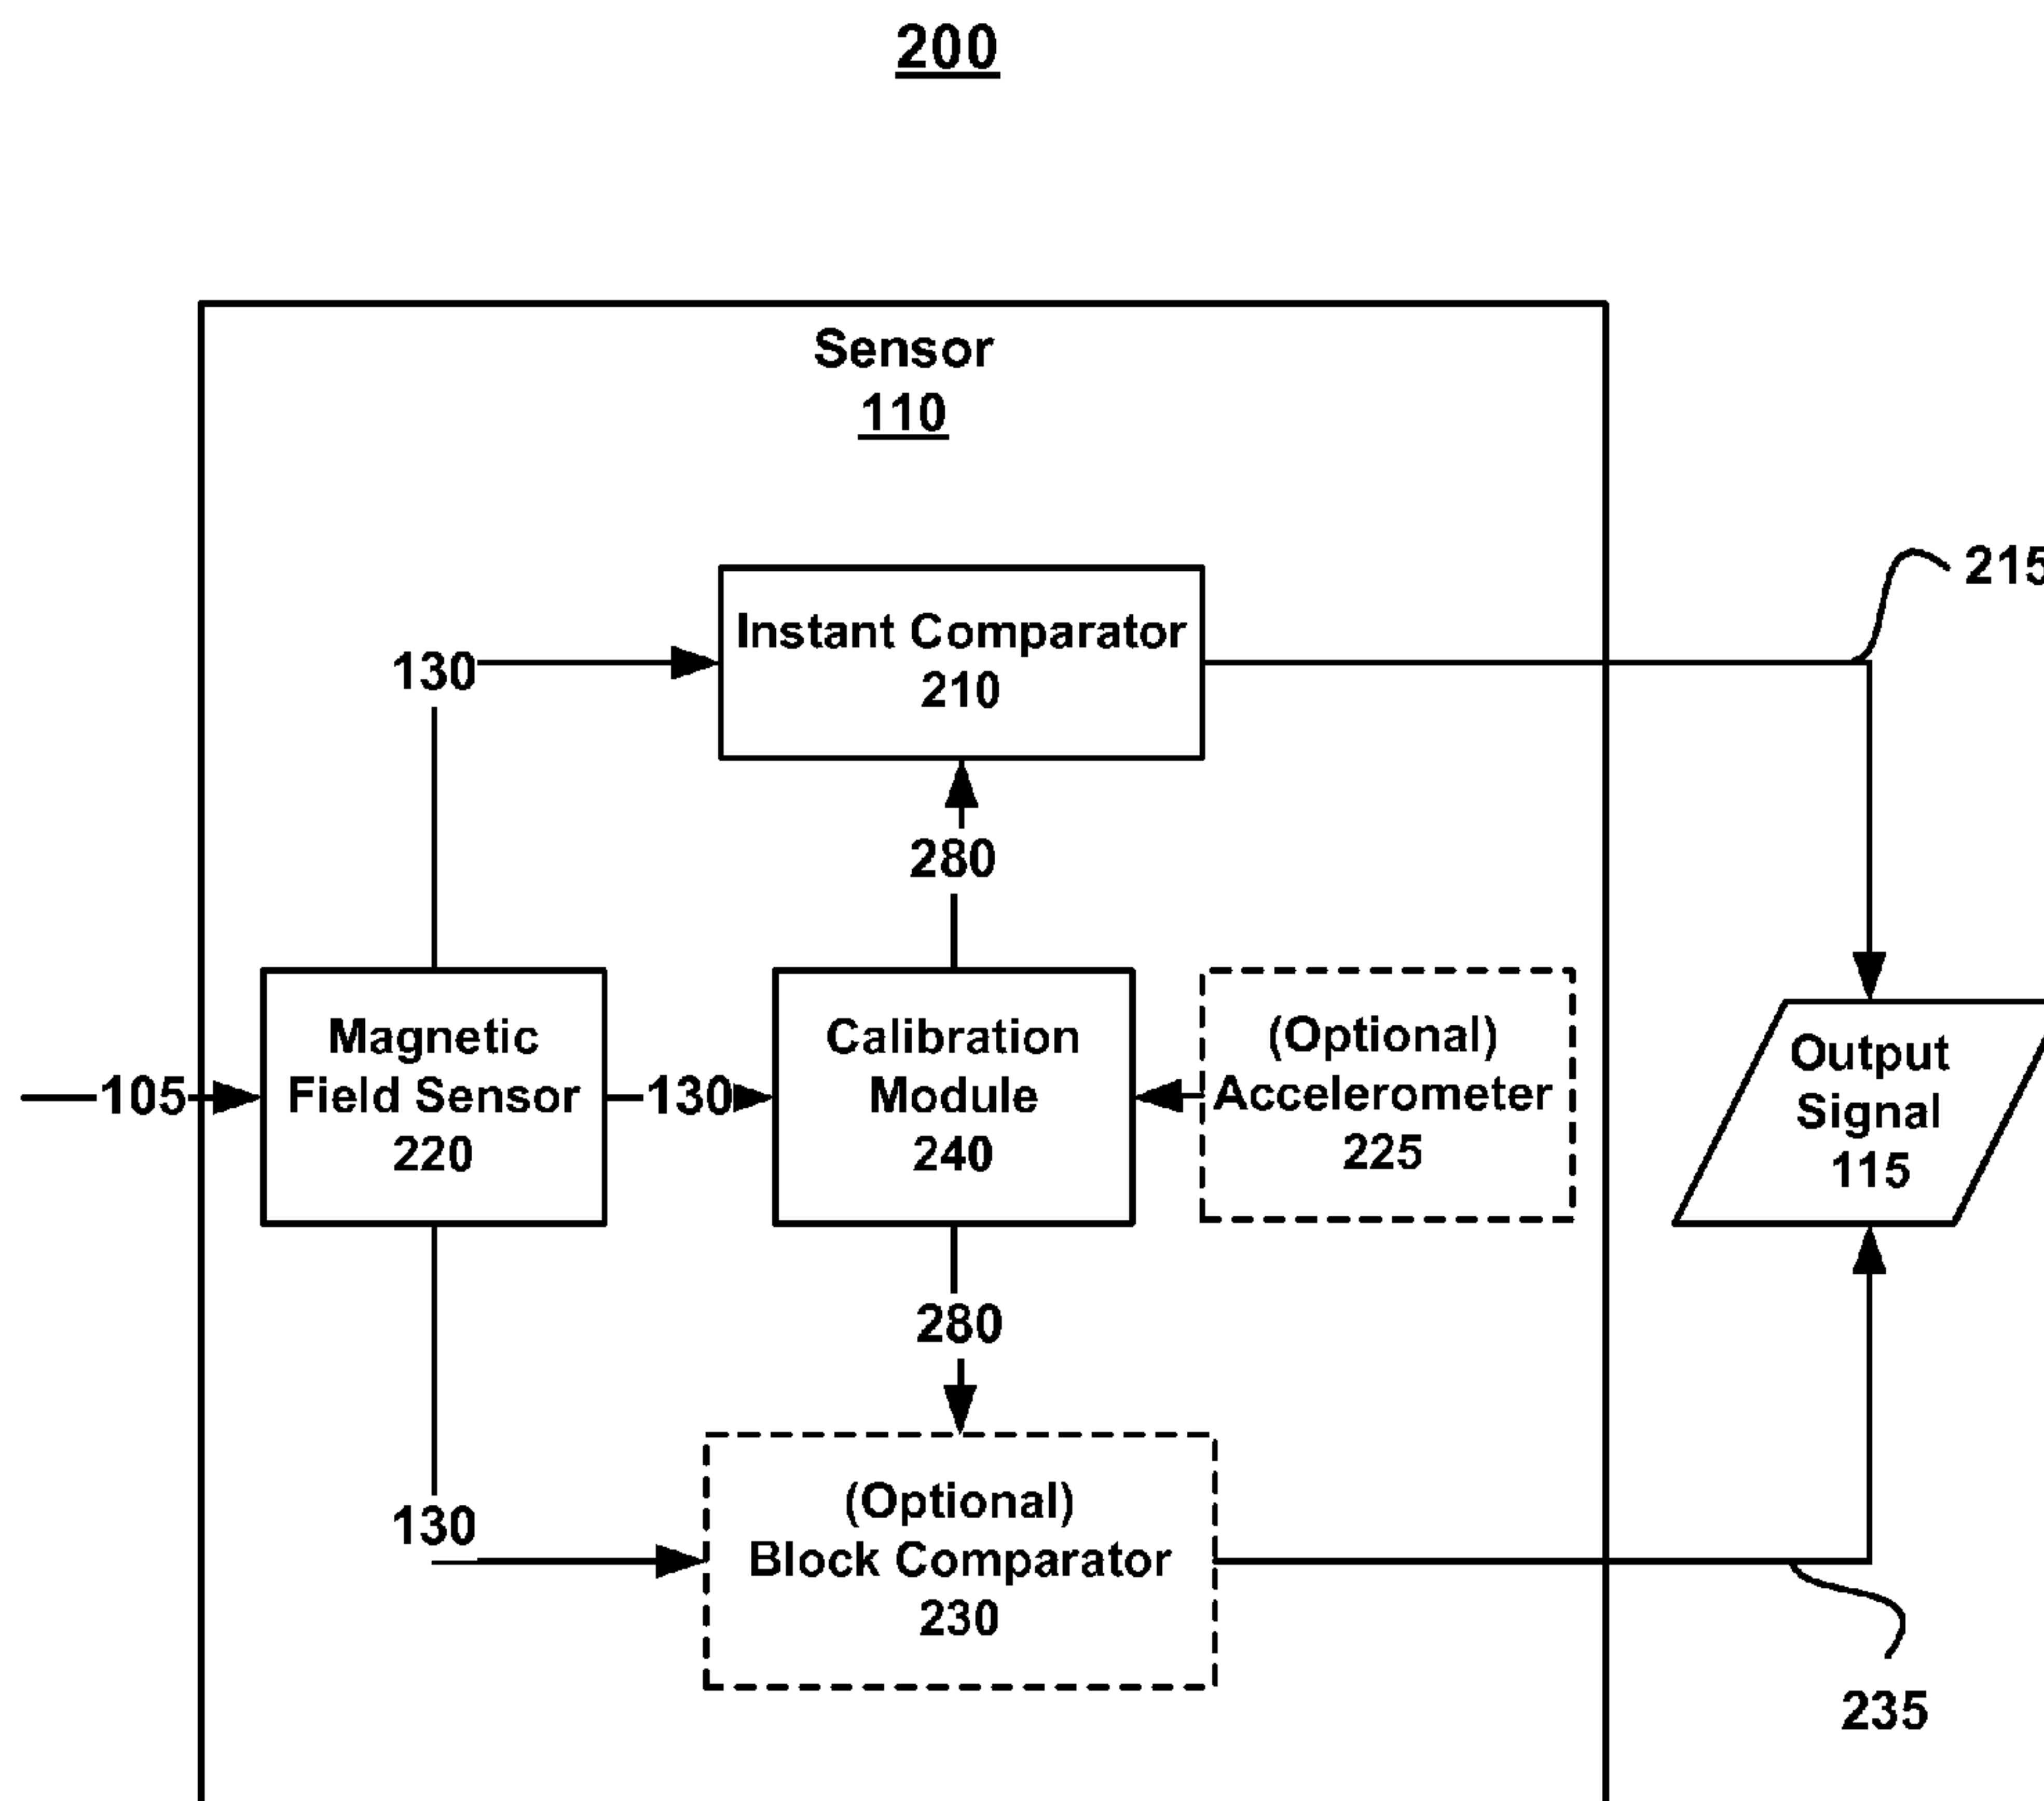 200
Sensor
110
215
Instant Comparator
210
130
280
Magnetic
Field Sensor
220
Calibration
Module
240
(Optional)
Accelerometer
225
Output
Signal
115
105
130
280
130
(Optional)
Block Comparator
230
235